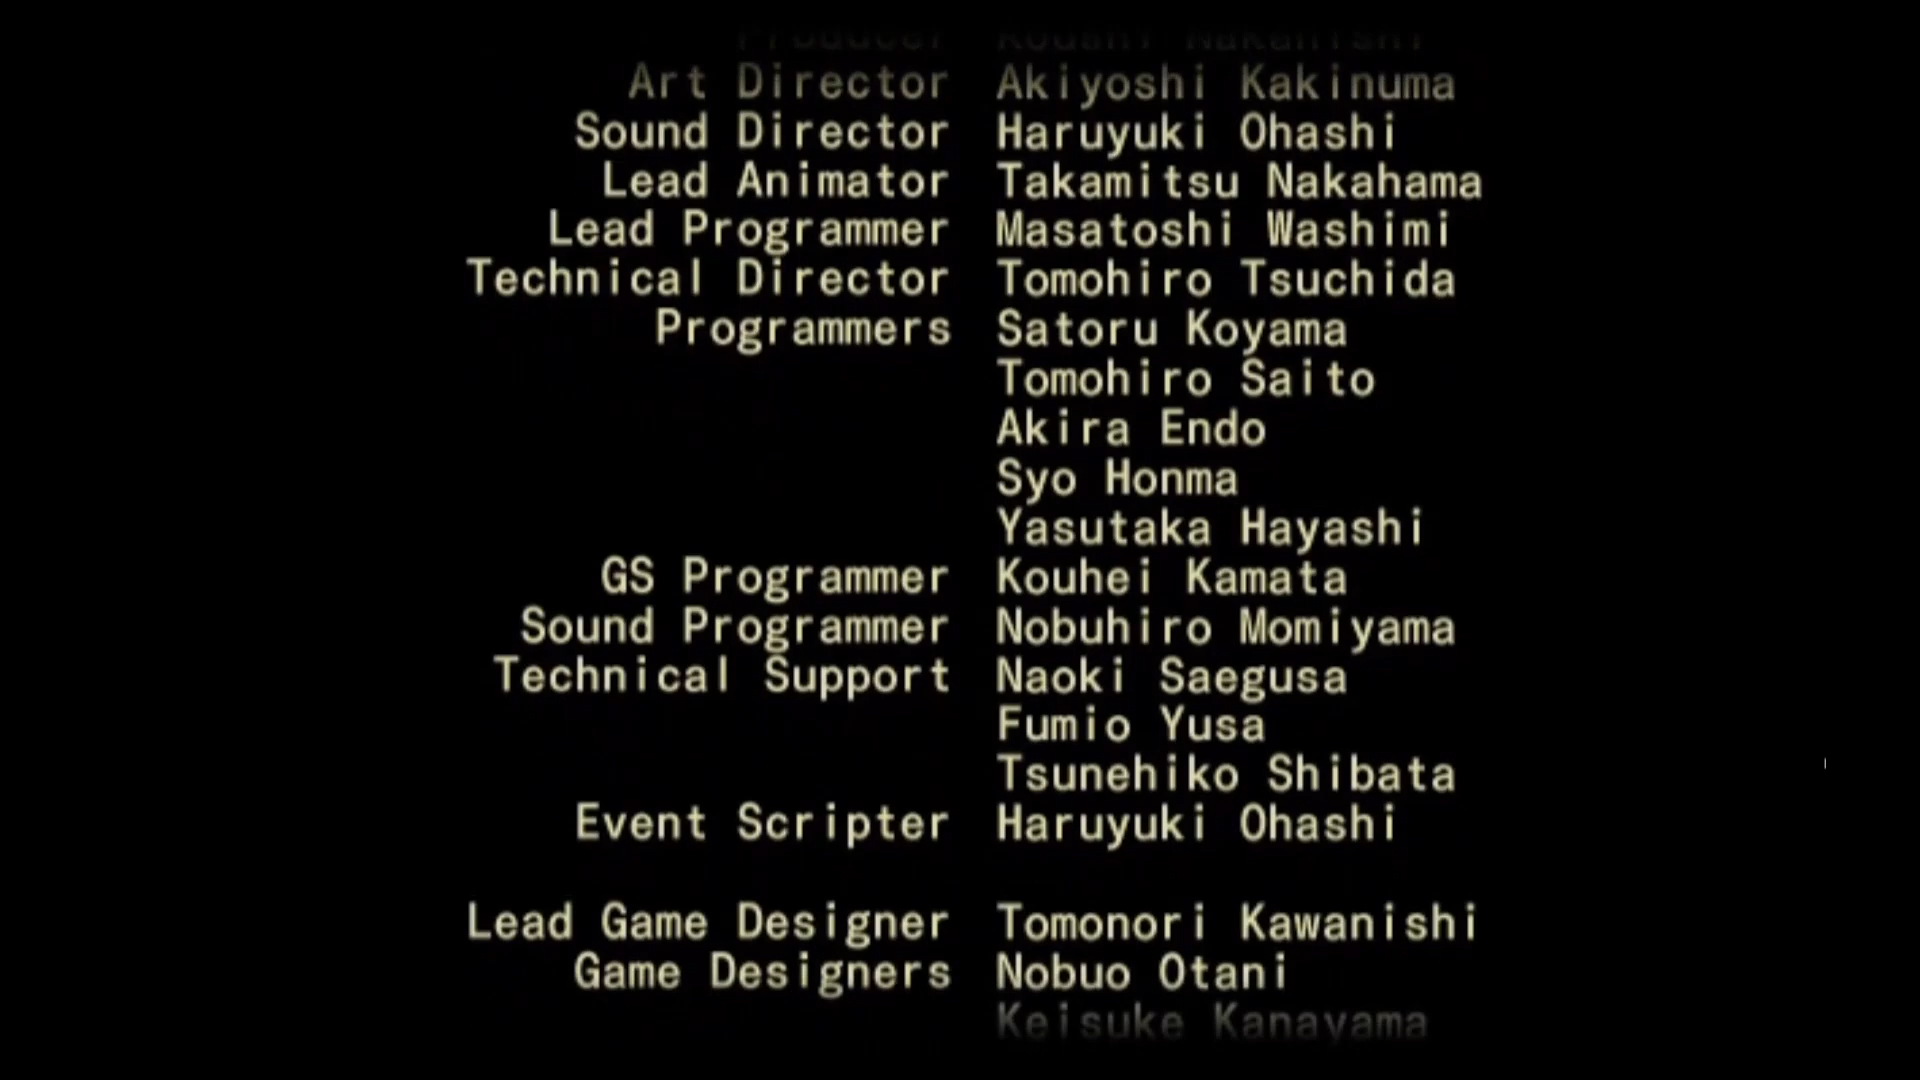 Producer Kouhhi Nakanishi
Art Director Akiyoshi Kakinuma
Sound Director Haruyuki Ohashi
Lead Animator Takamitsu Nakahama
Lead Programmer Masatoshi Washimi
Technical Director Tomohiro Tsuchida
Programmers Satoru Koyama
Tomohiro Saito
Akira Endo
Syo Honma
Yasutaka Hayashi
GS Programmer Kouhei Kamata
Sound Programmer Nobuhiro Momiyama
Technical Support Naoki Saegusa
Fumio Yusa
Tsunehiko Shibata
Event Scripter Haruyuki Ohashi
Lead Game Designer Tomonori Kawanishi
Game Designers Nobuo Otani
Keisuke Kanayama